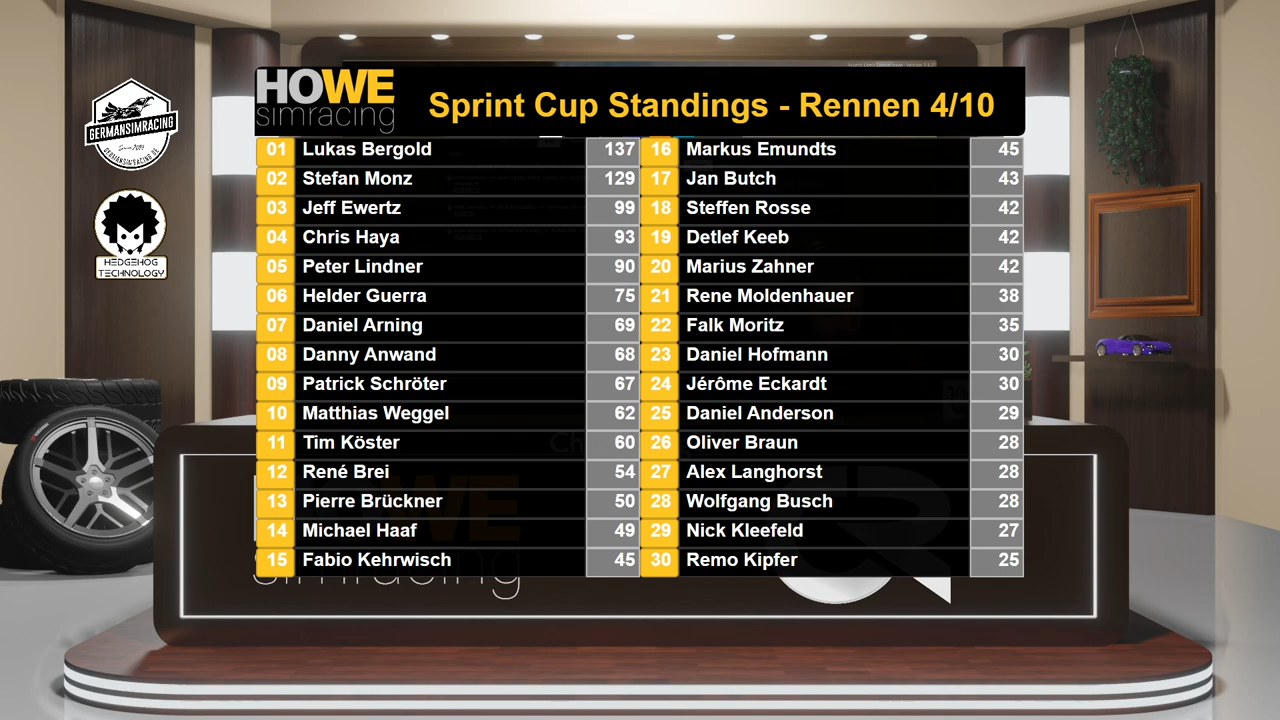 HOWE
simracing
Sprint Cup Standings - Rennen 4/10
GERMANSIMRACING
GERMANSIMRACING.DE
HEDGEHOG
TECHNOLOGY
01 Lukas Bergold 137
02 Stefan Monz 129
03 Jeff Ewertz 99
04 Chris Haya 93
05 Peter Lindner 90
06 Helder Guerra 75
07 Daniel Arning 69
08 Danny Anwand 68
09 Patrick Schröter 67
10 Matthias Weggel 62
11 Tim Köster 60
12 René Brei 54
13 Pierre Brückner 50
14 Michael Haaf 49
15 Fabio Kehrwisch 45
16 Markus Emundts 45
17 Jan Butch 43
18 Steffen Rosse 42
19 Detlef Keeb 42
20 Marius Zahner 42
21 Rene Moldenhauer 38
22 Falk Moritz 35
23 Daniel Hofmann 30
24 Jérôme Eckardt 30
25 Daniel Anderson 29
26 Oliver Braun 28
27 Alex Langhorst 28
28 Wolfgang Busch 28
29 Nick Kleefeld 27
30 Remo Kipfer 25